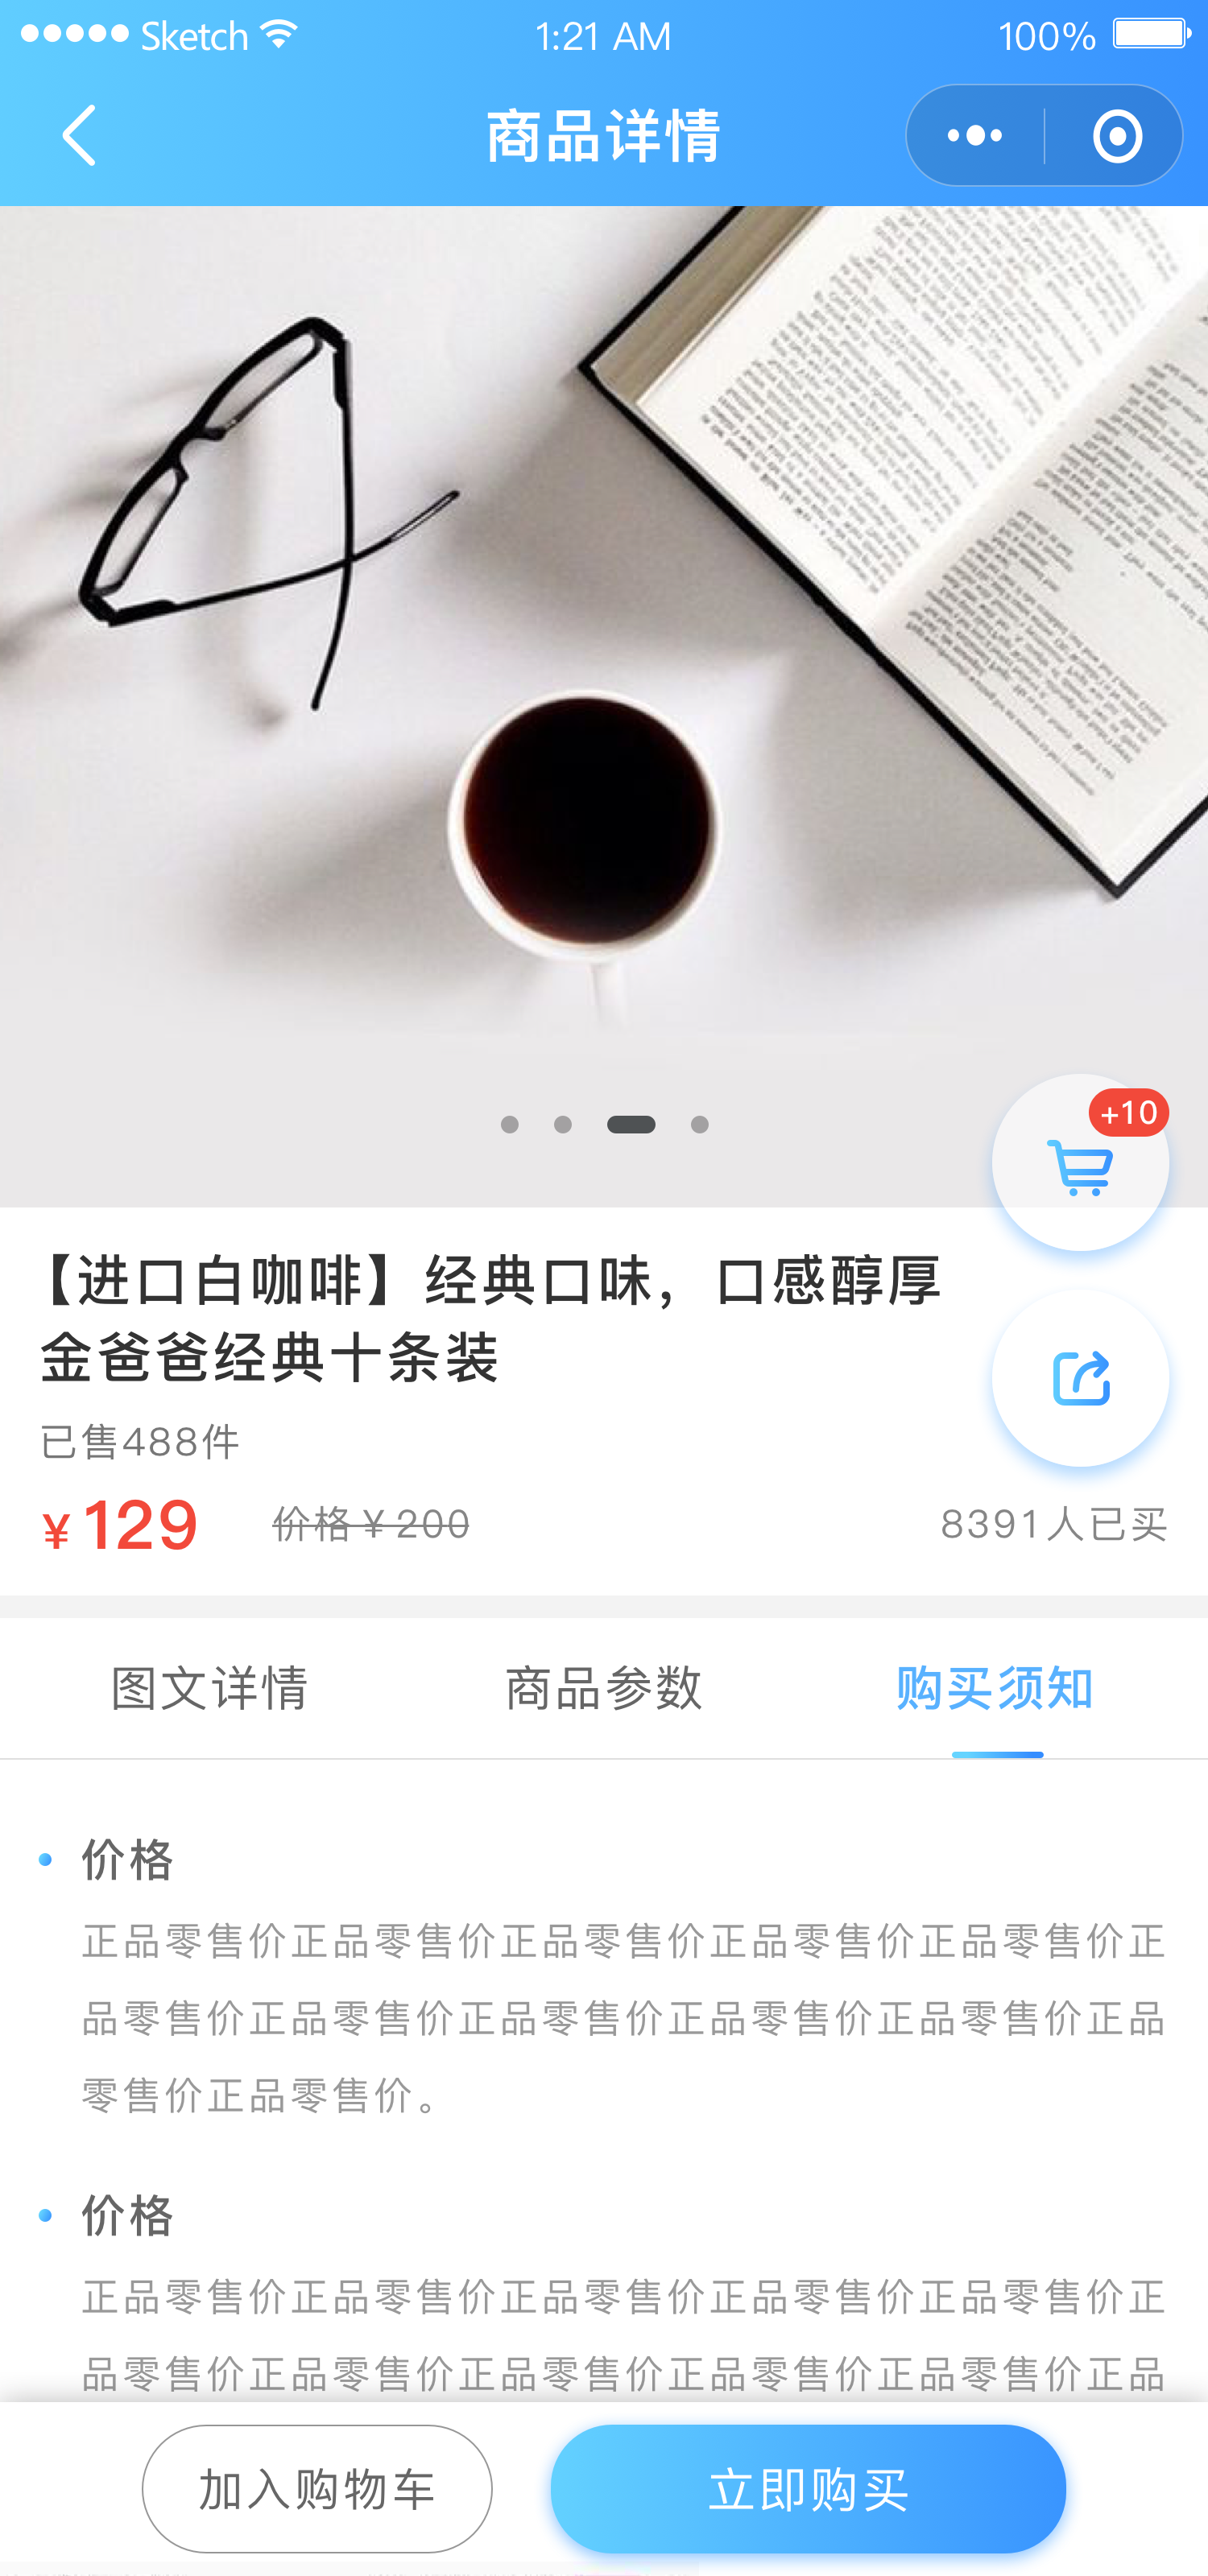 Sketch 1:21 AM 100%
商品详情
+10
【进口白咖啡】经典口味，口感醇厚
金爸爸经典十条装
已售488件
¥129 价格¥200 8391人已买
图文详情 商品参数 购买须知
价格
正品零售价正品零售价正品零售价正品零售价正品零售价正
品零售价正品零售价正品零售价正品零售价正品零售价正品
零售价正品零售价。
价格
正品零售价正品零售价正品零售价正品零售价正品零售价正
品零售价正品零售价正品零售价正品零售价正品零售价正品
加入购物车 立即购买